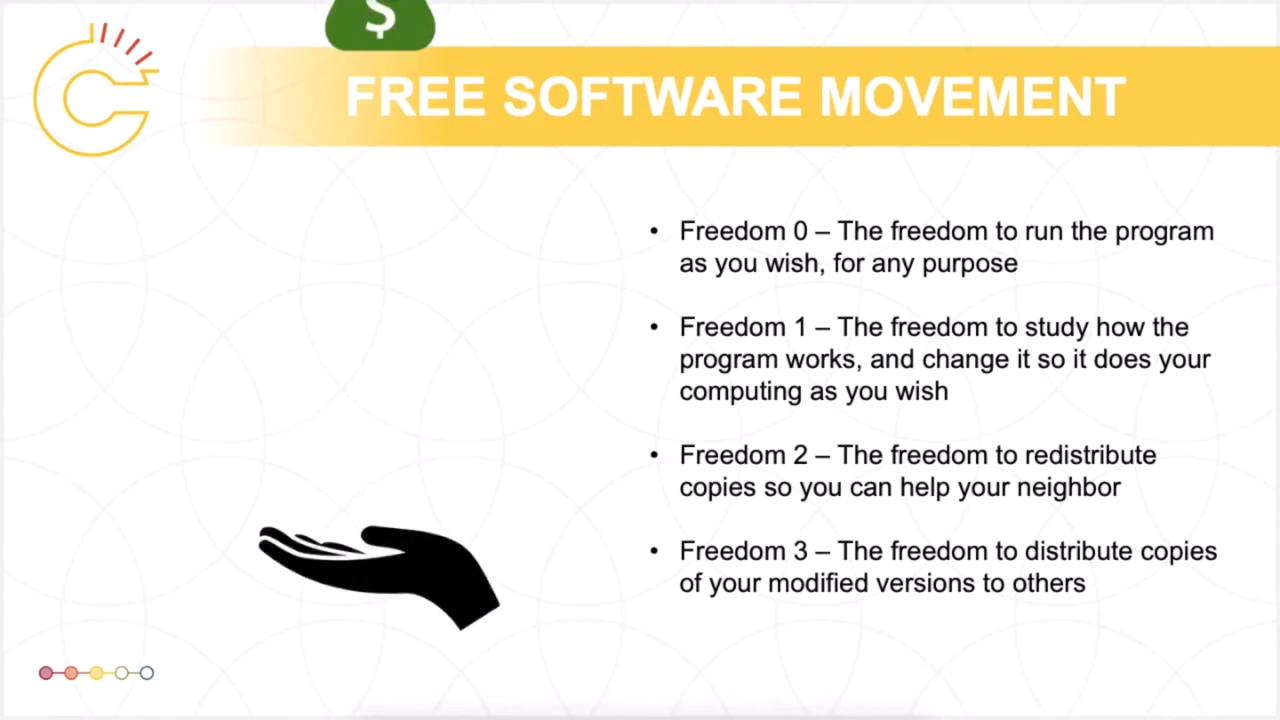 $
FREE SOFTWARE MOVEMENT
• Freedom 0 – The freedom to run the program
as you wish, for any purpose
• Freedom 1 – The freedom to study how the
program works, and change it so it does your
computing as you wish
• Freedom 2 – The freedom to redistribute
copies so you can help your neighbor
• Freedom 3 – The freedom to distribute copies
of your modified versions to others